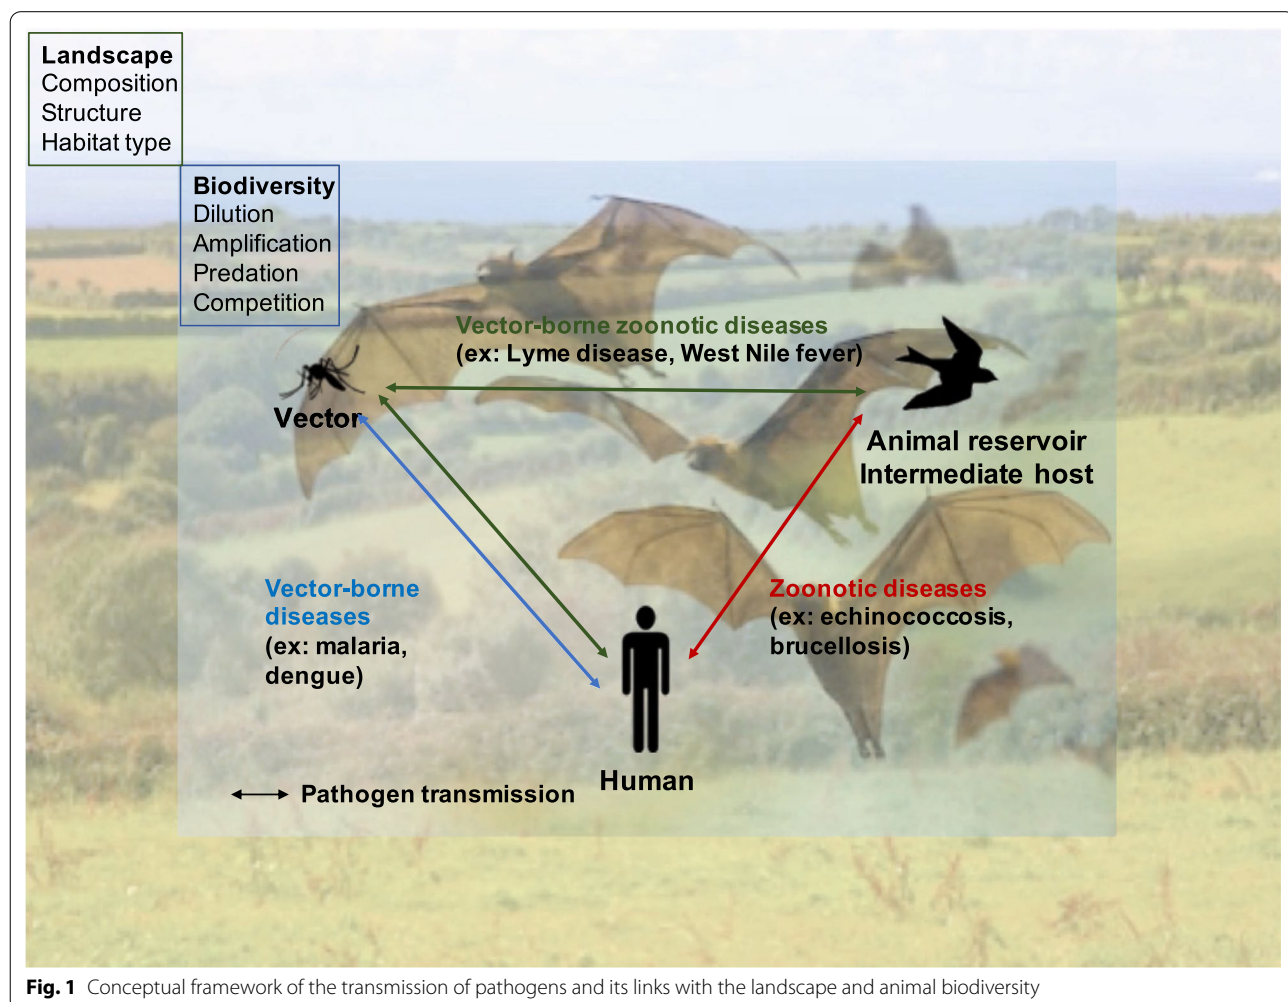 Landscape
Composition
Structure
Habitat type
Biodiversity
Dilution
Amplification
Predation
Competition
Vector-borne zoonotic diseases
(ex: Lyme disease, West Nile fever)
Vector
Animal reservoir
Intermediate host
Vector-borne
diseases
(ex: malaria,
dengue)
Zoonotic diseases
(ex: echinococcosis,
brucellosis)
Human
Pathogen transmission
Fig. 1 Conceptual framework of the transmission of pathogens and its links with the landscape and animal biodiversity